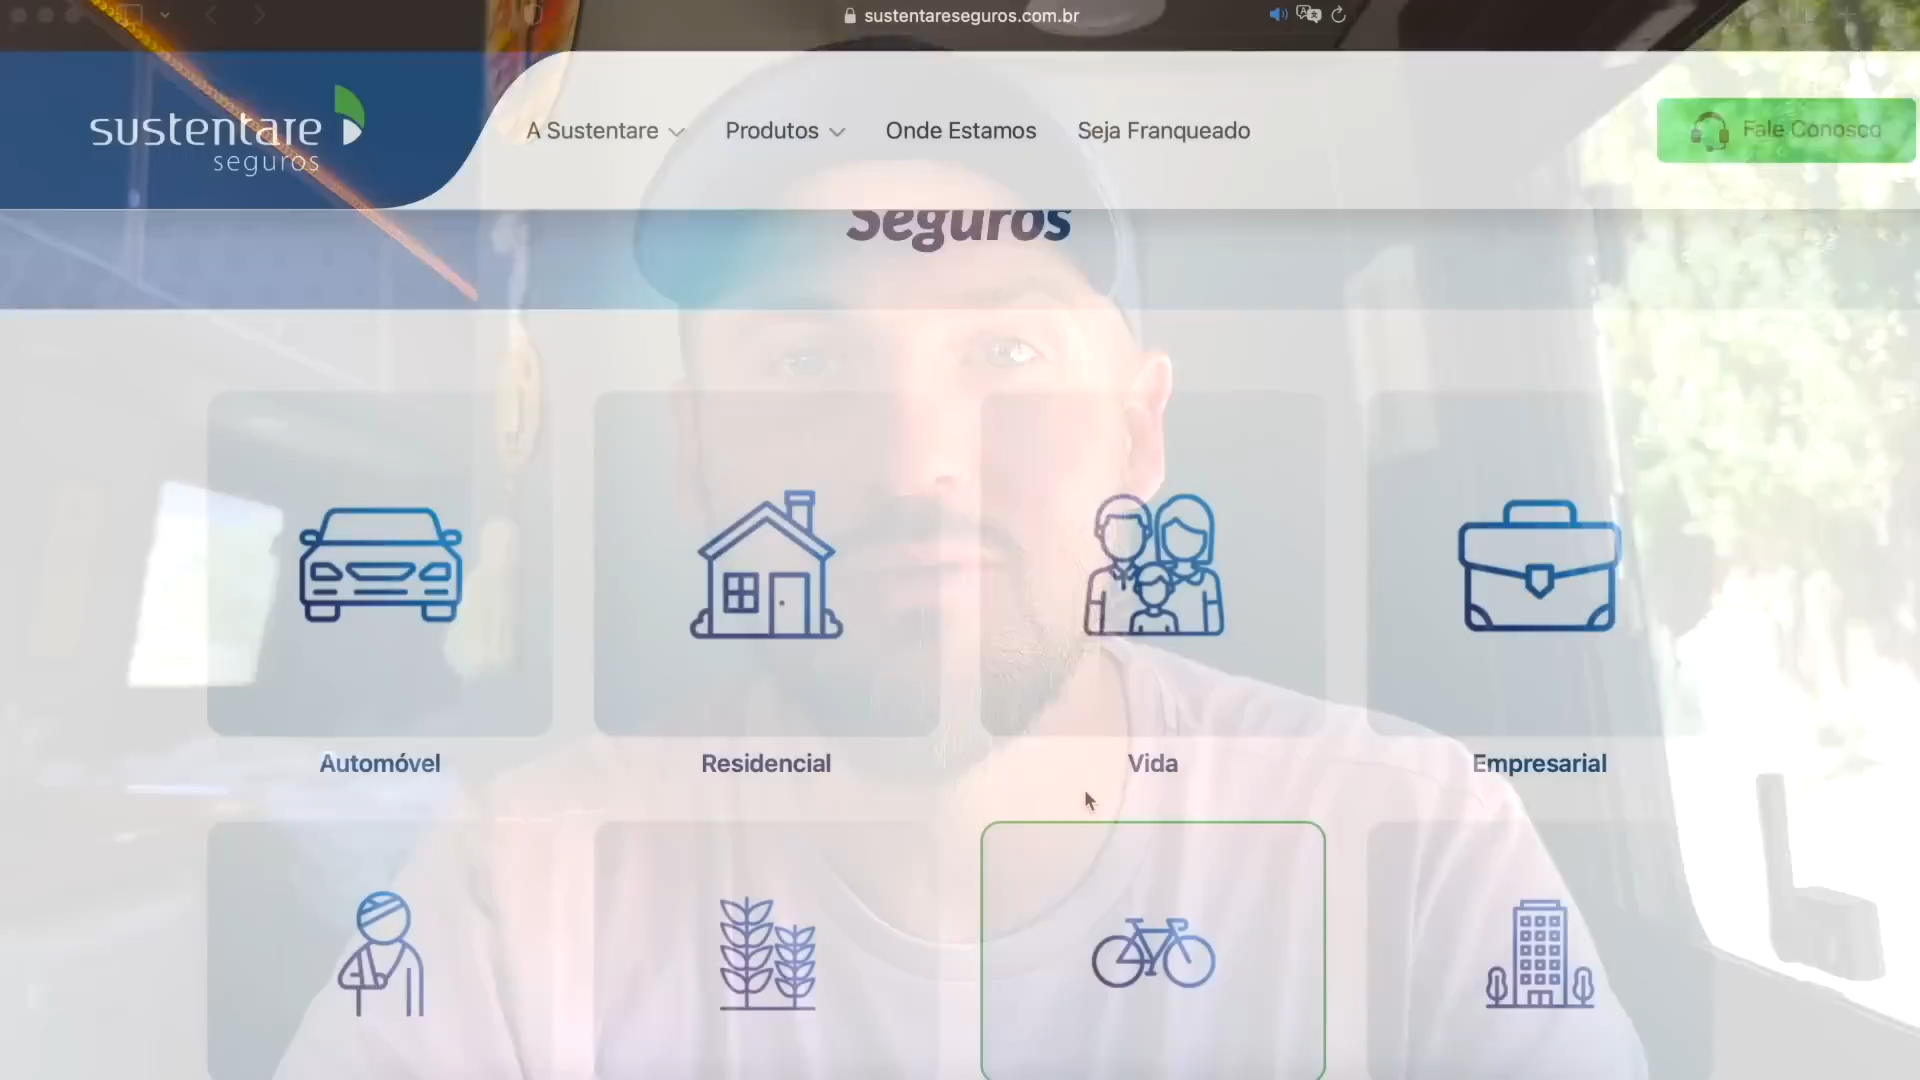 sustentareseguros.com.br
sustentare
seguros
A Sustentare
Produtos
Onde Estamos
Seja Franqueado
Fale Conosco
Seguros
Automóvel
Residencial
Vida
Empresarial